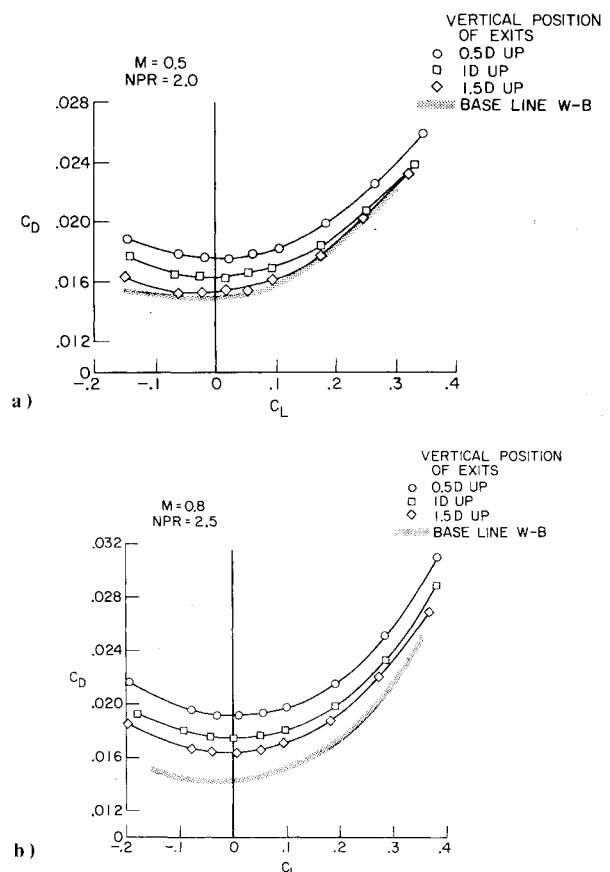 VERTICAL POSITION
OF EXITS
○ 0.5D UP
□ 1D UP
◇ 1.5D UP
BASE LINE W-B
M = 0.5
NPR = 2.0
.028
.024
C_D
.020
.016
.012
0
-.2 -.1 0 .1 .2 .3 .4
C_L
a)
VERTICAL POSITION
OF EXITS
○ 0.5D UP
□ 1D UP
◇ 1.5D UP
BASE LINE W-B
M = 0.8
NPR = 2.5
.032
.028
.024
C_D
.020
.016
.012
0
-.2 -.1 0 .1 .2 .3 .4
b)